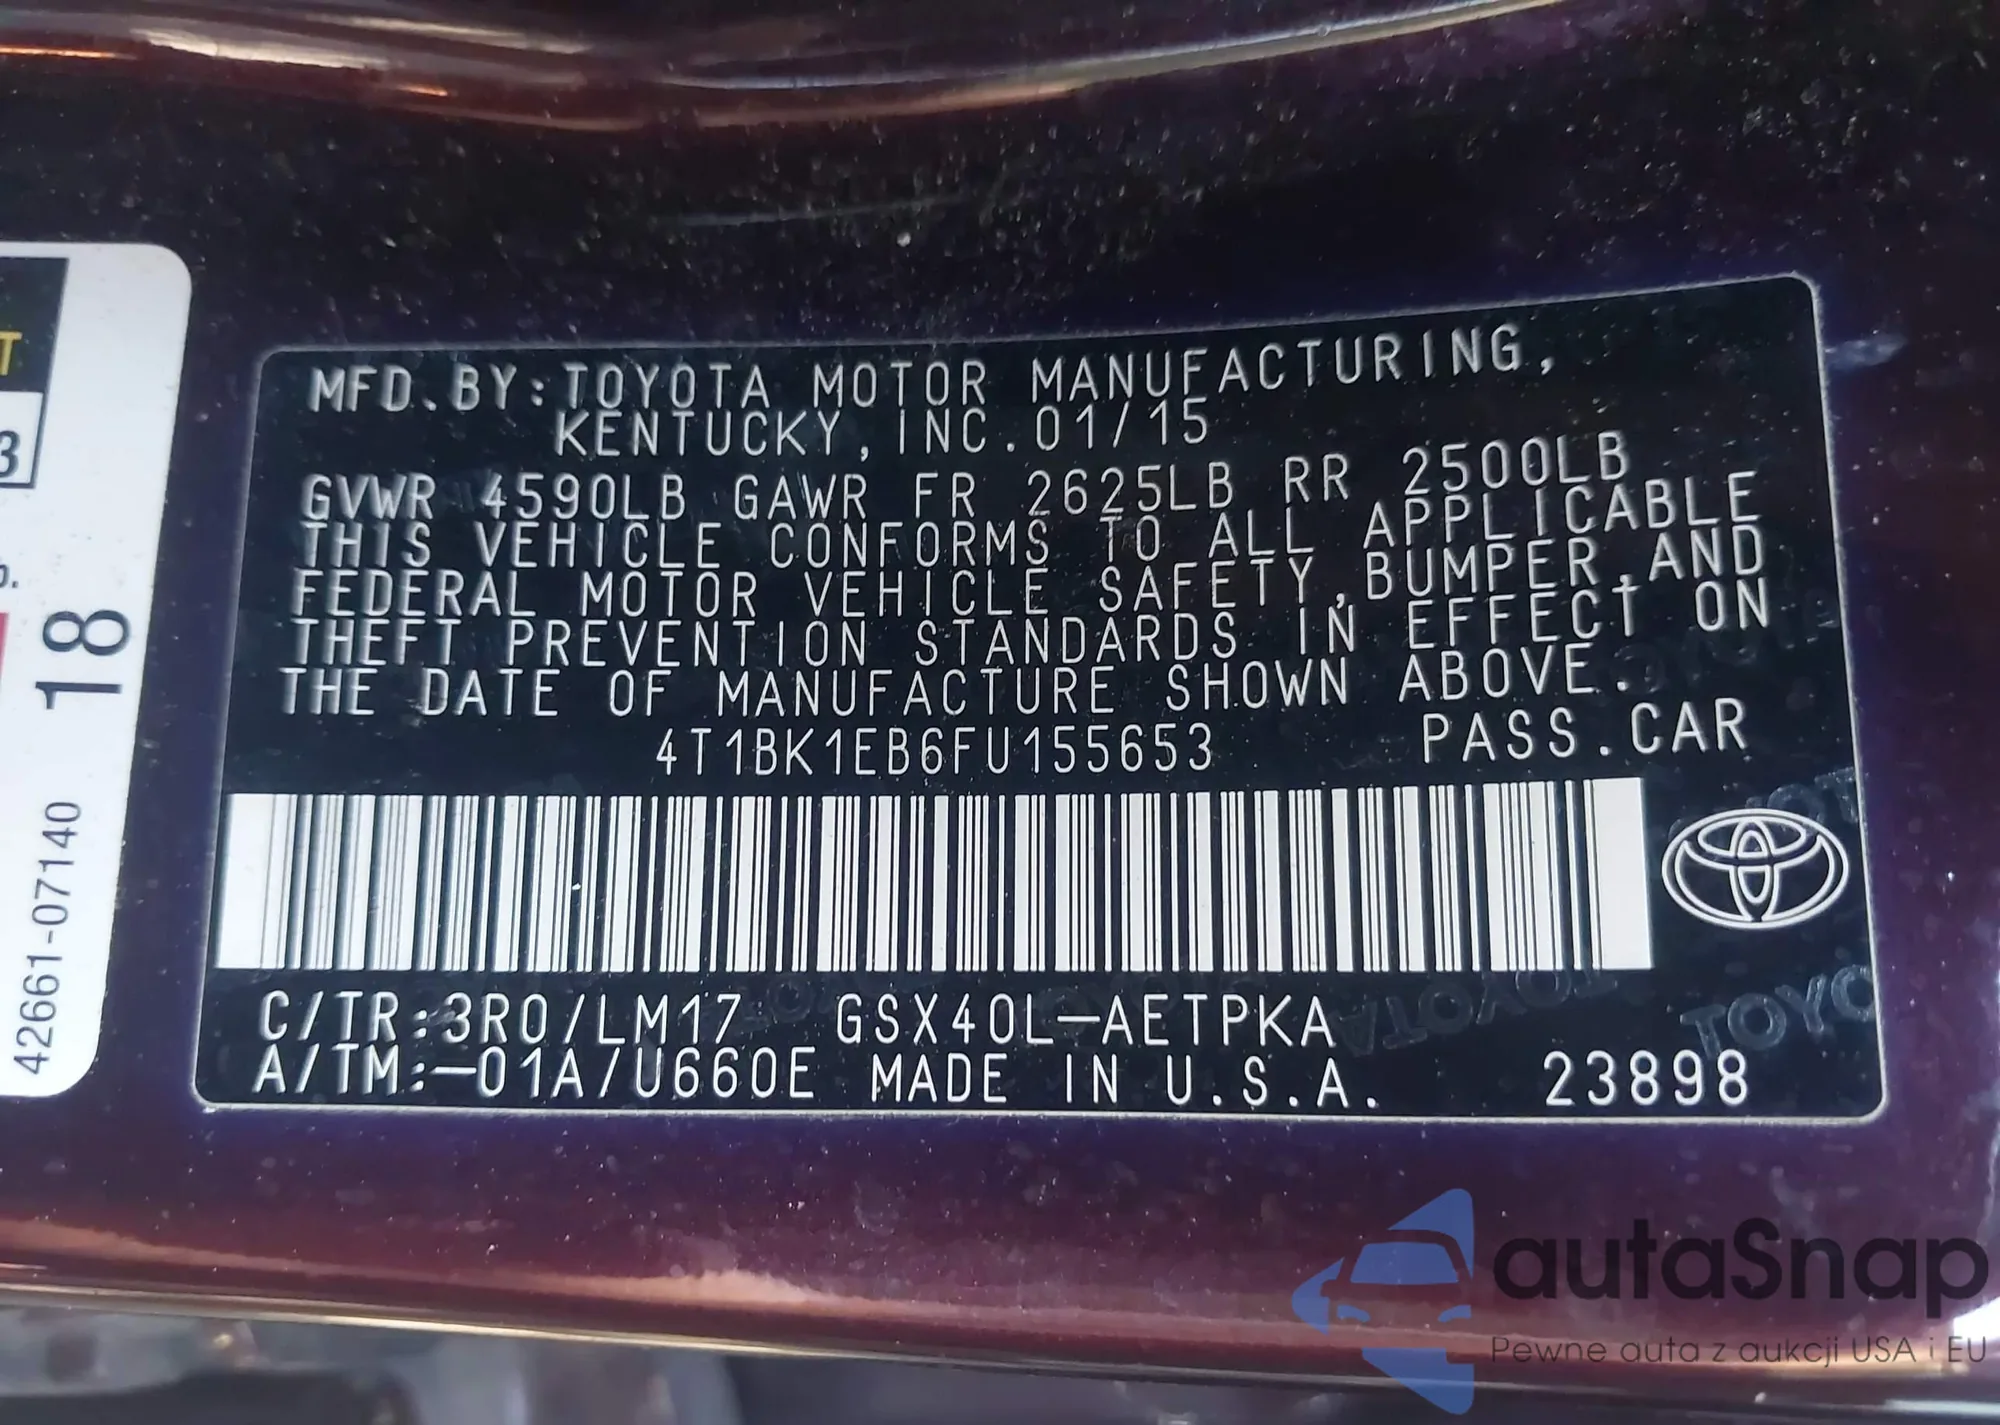 MFD.BY:TOYOTA MOTOR MANUFACTURING,
KENTUCKY,INC.01/15
GVWR 4590LB GAWR FR 2625LB RR 2500LB
THIS VEHICLE CONFORMS TO ALL APPLICABLE
FEDERAL MOTOR VEHICLE SAFETY,BUMPER,AND
THEFT PREVENTION STANDARDS IN EFFECT ON
THE DATE OF MANUFACTURE SHOWN ABOVE.
4T1BK1EB6FU155653 PASS.CAR
C/TR:3R0/LM17 GSX40L-AETPKA
A/TM:-01A/U660E MADE IN U.S.A. 23898
T
3
18
42661-07140
TOYOTA
TOYO
autaSnap
Pewne auta z aukcji USA i EU